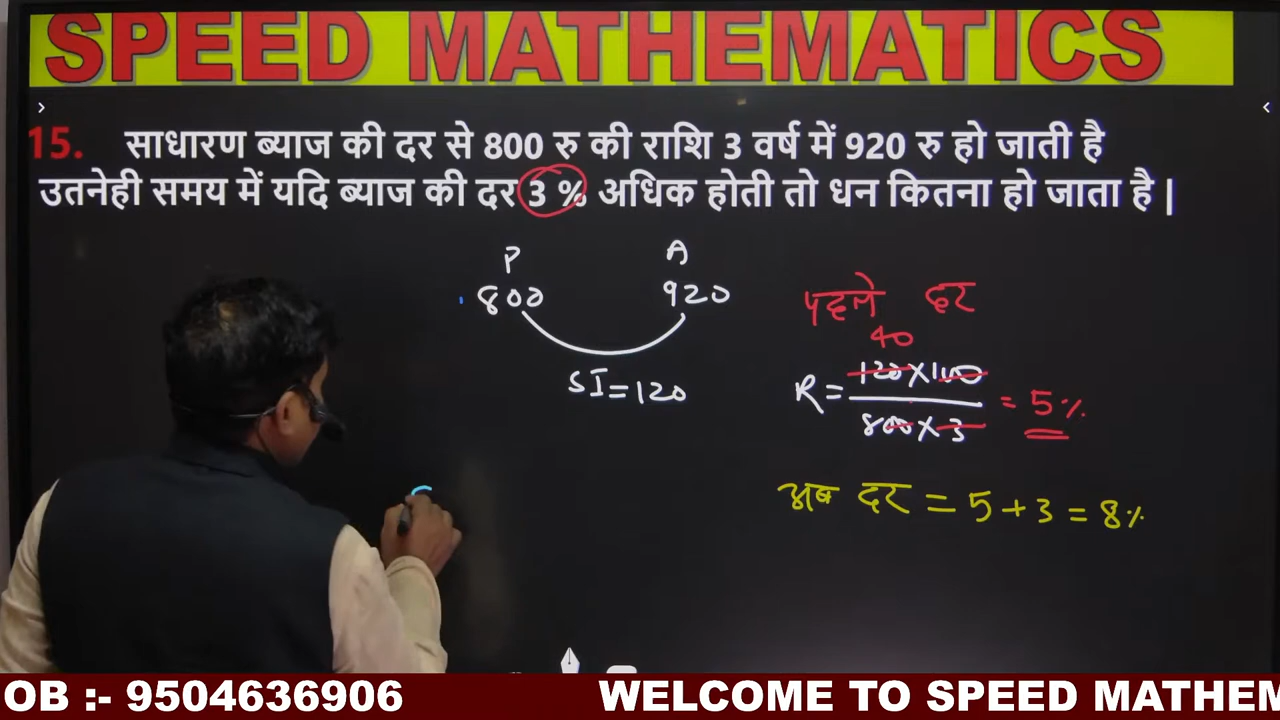 SPEED MATHEMATICS
15. साधारण ब्याज की दर से 800 रु की राशि 3 वर्ष में 920 रु हो जाती है
उतनेही समय में यदि ब्याज की दर 3 % अधिक होती तो धन कितना हो जाता है |
P A
800 920
SI=120
पहले दर
40
R = 120×100 / 800×3 = 5%
अब दर = 5+3 = 8%
OB :- 9504636906 WELCOME TO SPEED MATHEM